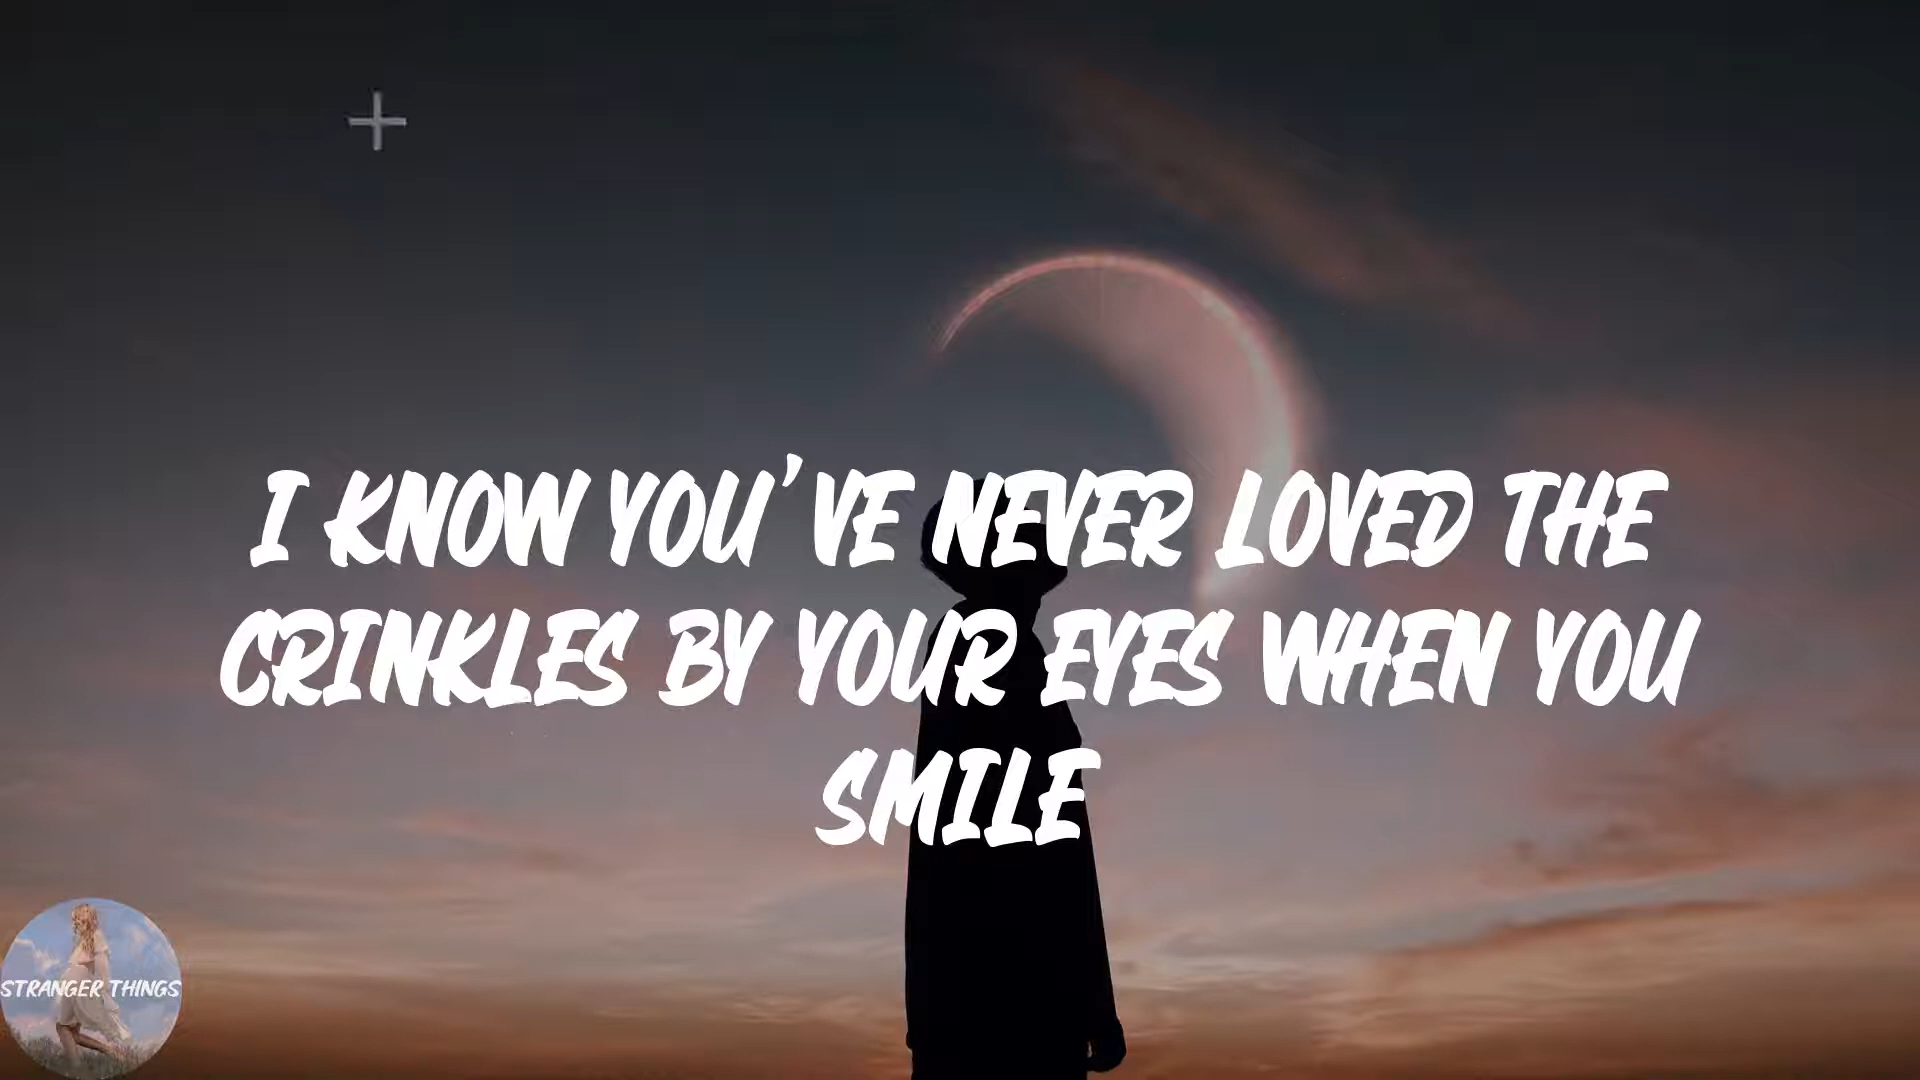 I KNOW YOU'VE NEVER LOVED THE
CRINKLES BY YOUR EYES WHEN YOU
SMILE
STRANGER THINGS